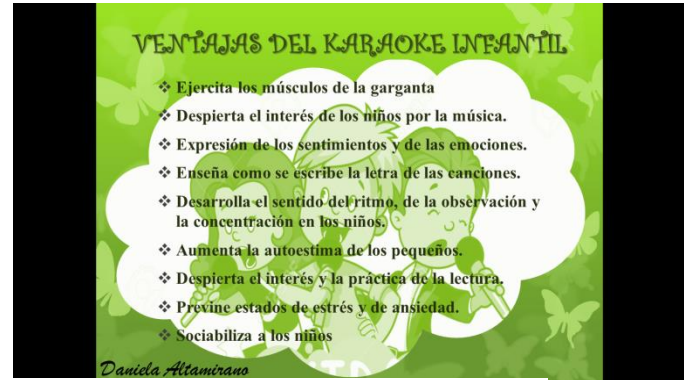 VENTAJAS DEL KARAOKE INFANTIL
❖ Ejercita los músculos de la garganta
❖ Despierta el interés de los niños por la música.
❖ Expresión de los sentimientos y de las emociones.
❖ Enseña como se escribe la letra de las canciones.
❖ Desarrolla el sentido del ritmo, de la observación y
la concentración en los niños.
❖ Aumenta la autoestima de los pequeños.
❖ Despierta el interés y la práctica de la lectura.
❖ Previne estados de estrés y de ansiedad.
❖ Sociabiliza a los niños
Daniela Altamirano